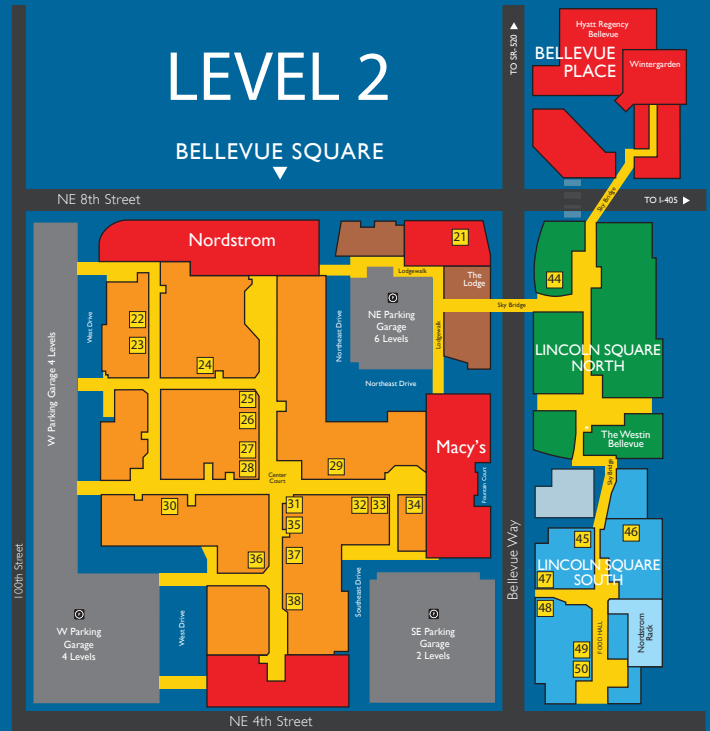 LEVEL 2
BELLEVUE SQUARE
TO SR-520
Hyatt Regency
Bellevue
BELLEVUE
PLACE
Wintergarden
NE 8th Street
TO I-405
Sky Bridge
Nordstrom
21
Lodgewalk
The
Lodge
Sky Bridge
44
W Parking Garage 4 Levels
West Drive
22
23
24
Northeast Drive
NE Parking
Garage
6 Levels
Lodgewalk
Northeast Drive
LINCOLN SQUARE
NORTH
25
26
27
28
Center
Court
29
Macy's
Fountain Court
The Westin
Bellevue
Sky Bridge
30
31
32
33
34
35
36
37
38
45
46
LINCOLN SQUARE
SOUTH
47
48
49
50
FOOD HALL
Nordstrom
Rack
100th Street
Bellevue Way
W Parking
Garage
4 Levels
West Drive
Southeast Drive
SE Parking
Garage
2 Levels
NE 4th Street